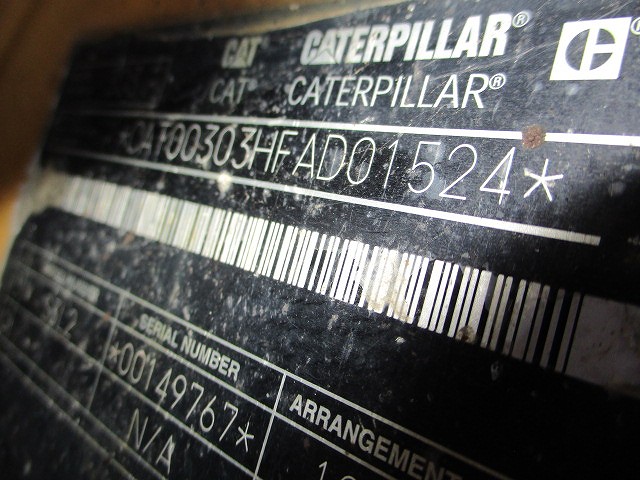 CAT CATERPILLAR®
CAT® CATERPILLAR®
CAT00303HFAD01524*
SERIAL NUMBER
*00149767*
ARRANGEMENT
N/A